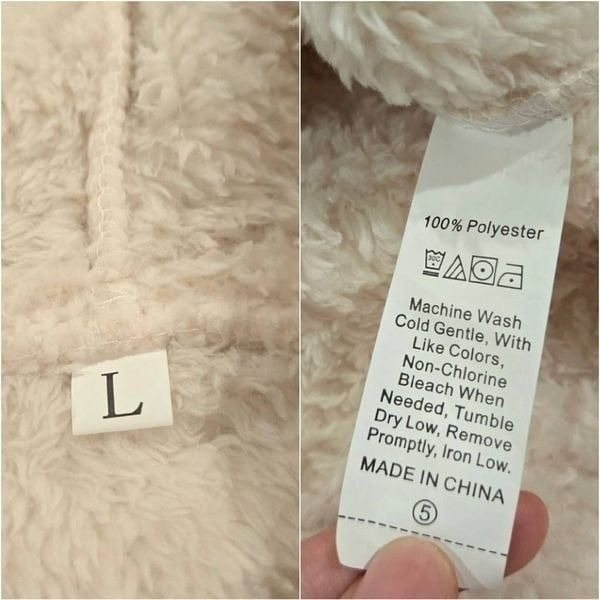 L
100% Polyester
30C
Machine Wash
Cold Gentle, With
Like Colors,
Non-Chlorine
Bleach When
Needed, Tumble
Dry Low, Remove
Promptly, Iron Low.
MADE IN CHINA
5